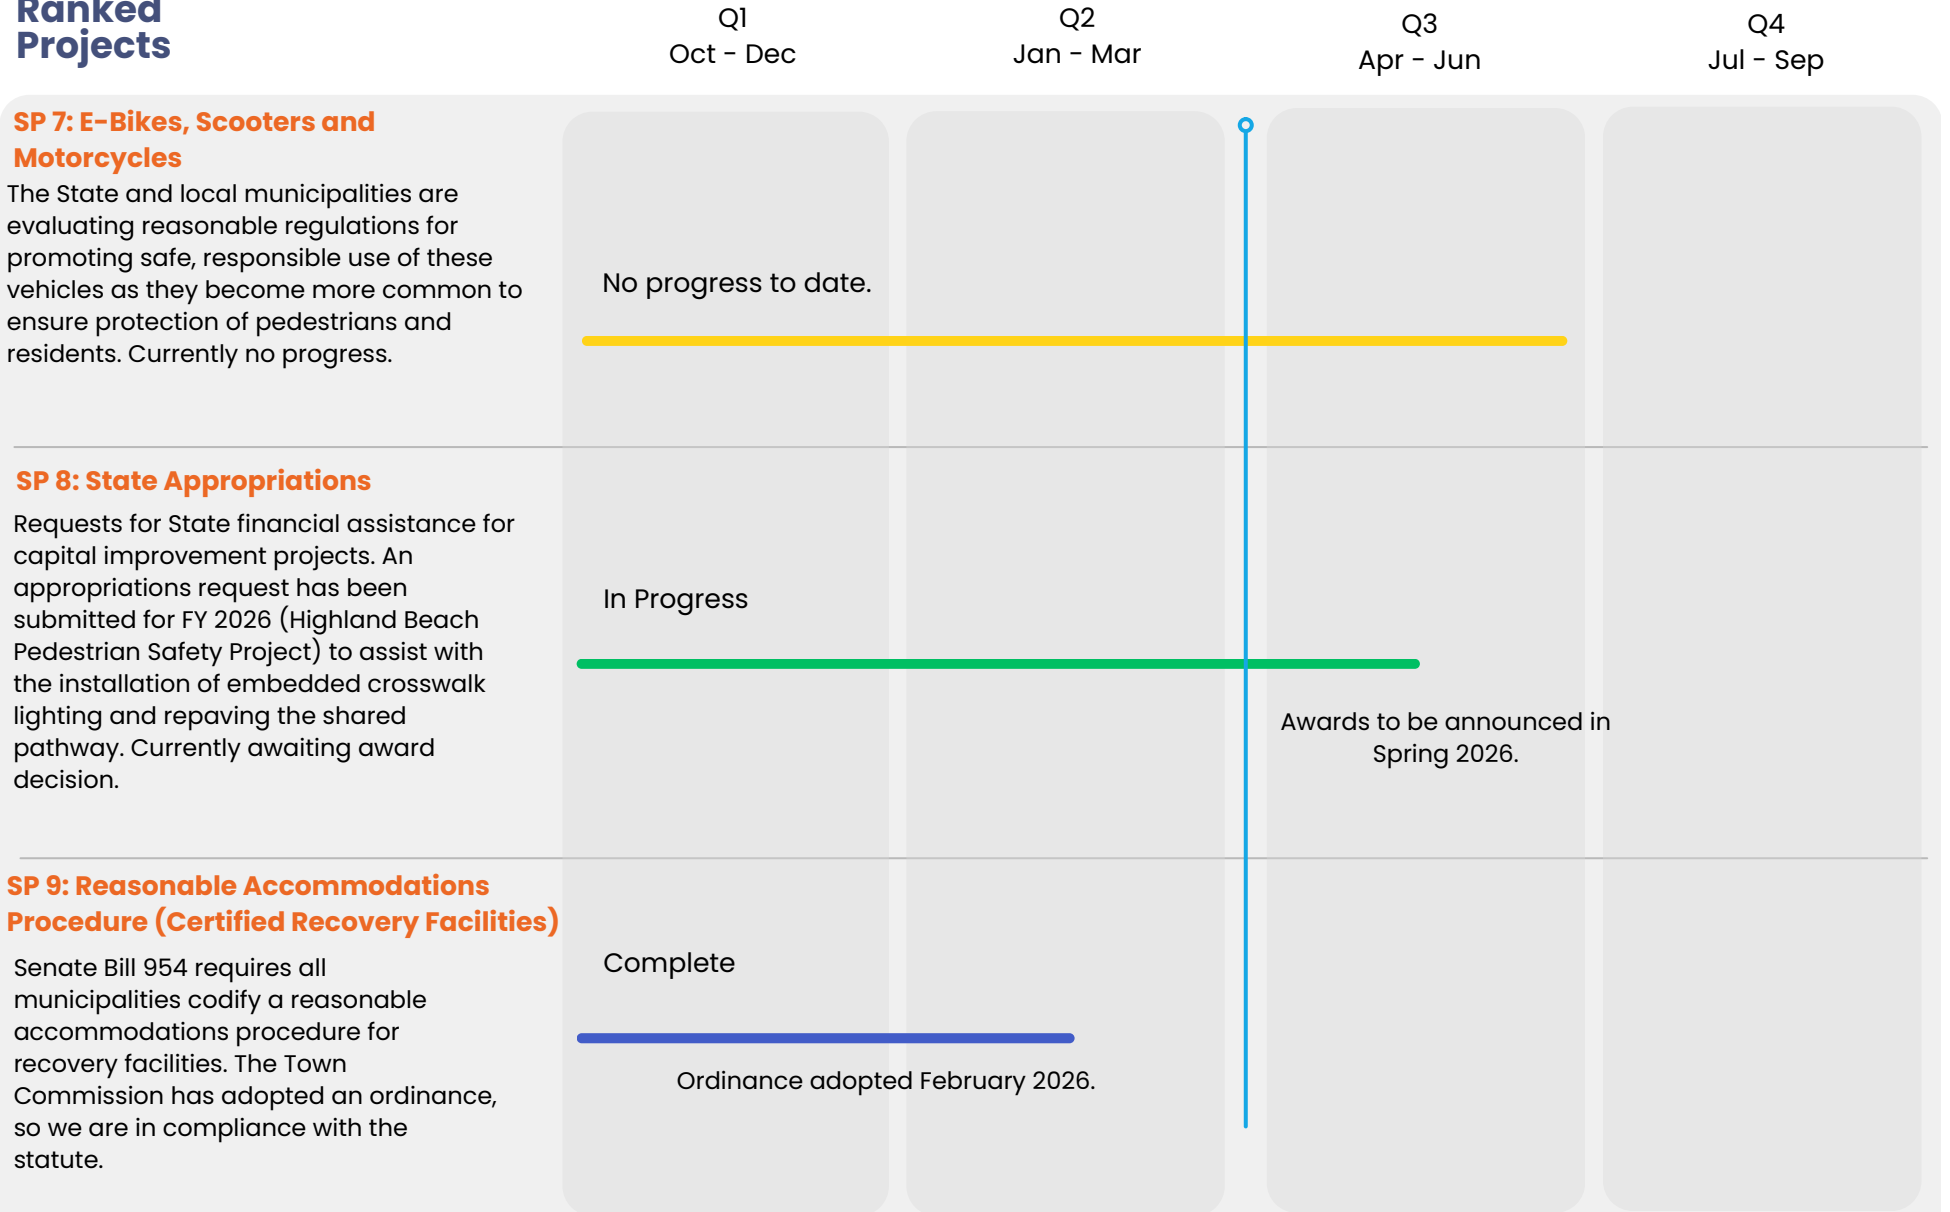 Ranked
Projects
Q1
Oct - Dec
Q2
Jan - Mar
Q3
Apr - Jun
Q4
Jul - Sep
SP 7: E-Bikes, Scooters and
Motorcycles
The State and local municipalities are
evaluating reasonable regulations for
promoting safe, responsible use of these
vehicles as they become more common to
ensure protection of pedestrians and
residents. Currently no progress.
No progress to date.
SP 8: State Appropriations
Requests for State financial assistance for
capital improvement projects. An
appropriations request has been
submitted for FY 2026 (Highland Beach
Pedestrian Safety Project) to assist with
the installation of embedded crosswalk
lighting and repaving the shared
pathway. Currently awaiting award
decision.
In Progress
Awards to be announced in
Spring 2026.
SP 9: Reasonable Accommodations
Procedure (Certified Recovery Facilities)
Senate Bill 954 requires all
municipalities codify a reasonable
accommodations procedure for
recovery facilities. The Town
Commission has adopted an ordinance,
so we are in compliance with the
statute.
Complete
Ordinance adopted February 2026.